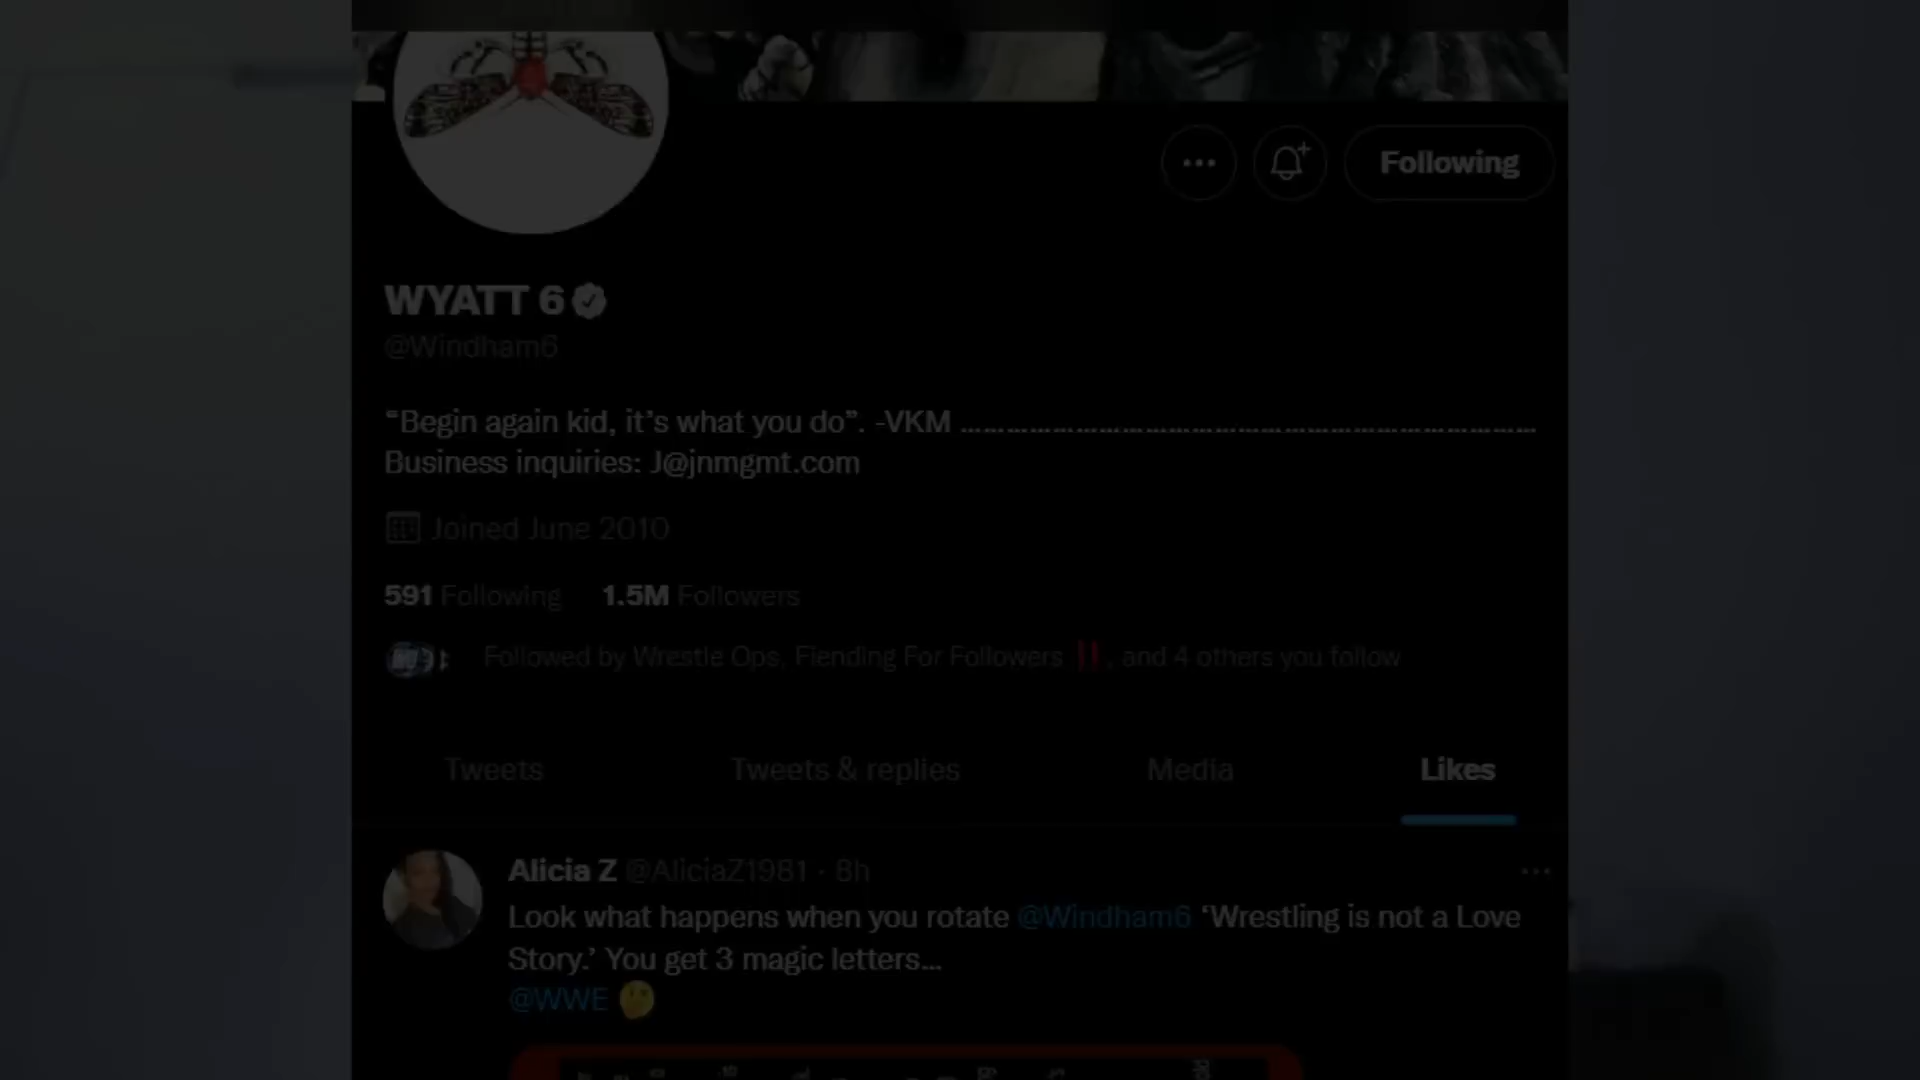 Following
WYATT 6
@Windham6
“Begin again kid, it’s what you do”. -VKM ........................................................................
Business inquiries: J@jnmgmt.com
Joined June 2010
591 Following 1.5M Followers
Followed by Wrestle Ops, Fiending For Followers ‼, and 4 others you follow
Tweets Tweets & replies Media Likes
Alicia Z @AliciaZ1981 · 8h
Look what happens when you rotate @Windham6 ‘Wrestling is not a Love
Story.’ You get 3 magic letters...
@WWE 🤔